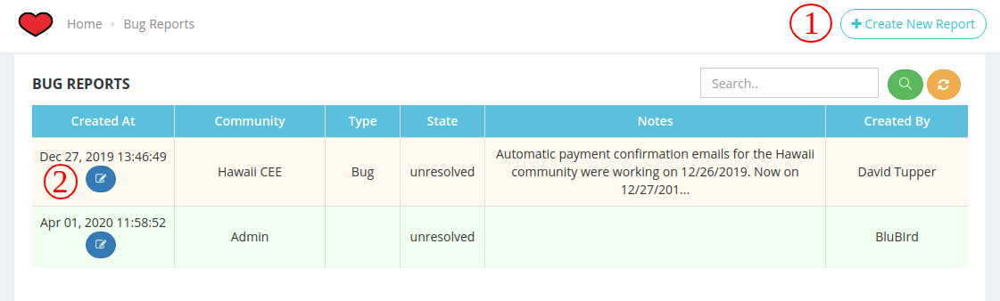 Home • Bug Reports
1
+ Create New Report
BUG REPORTS
Search..
Created At Community Type State Notes Created By
Dec 27, 2019 13:46:49
2
Hawaii CEE
Bug
unresolved
Automatic payment confirmation emails for the Hawaii
community were working on 12/26/2019. Now on
12/27/201...
David Tupper
Apr 01, 2020 11:58:52
Admin
unresolved
BluBIrd